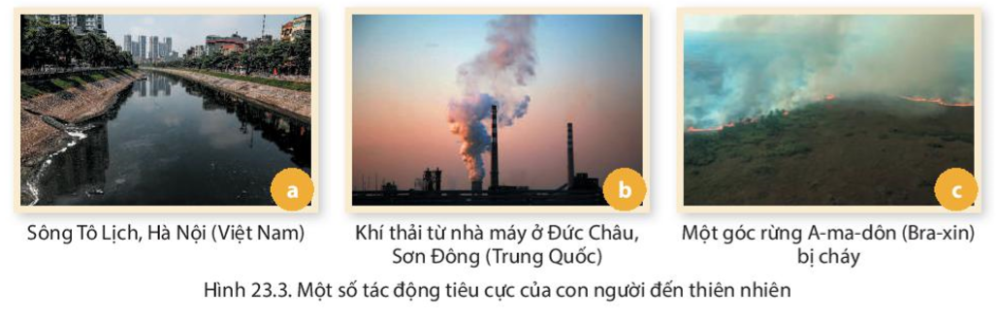 a
b
c
Sông Tô Lịch, Hà Nội (Việt Nam)
Khí thải từ nhà máy ở Đức Châu,
Sơn Đông (Trung Quốc)
Một góc rừng A-ma-dôn (Bra-xin)
bị cháy
Hình 23.3. Một số tác động tiêu cực của con người đến thiên nhiên